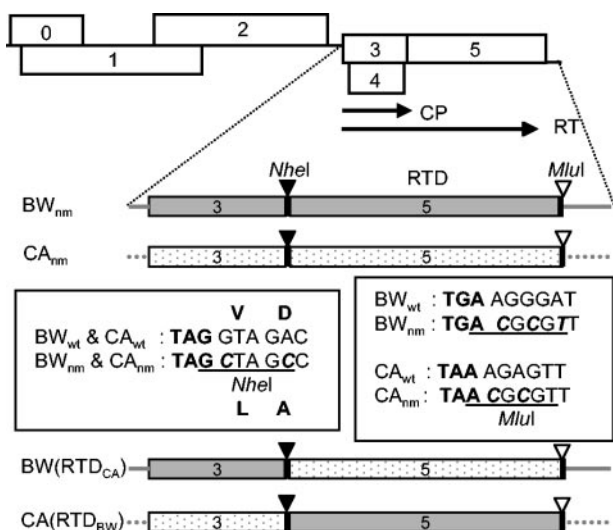 0 2
1
3 5
4
CP
RT
NheI RTD MluI
BWnm 3 5
CAnm 3 5
V D
BWwt & CAwt : TAG GTA GAC
BWnm & CAnm : TAG CTA GCC
NheI
L A
BWwt : TGA AGGGAT
BWnm : TGA CGCGTT
CAwt : TAA AGAGTT
CAnm : TAA CGCGTT
MluI
BW(RTDCA) 3 5
CA(RTDBW) 3 5